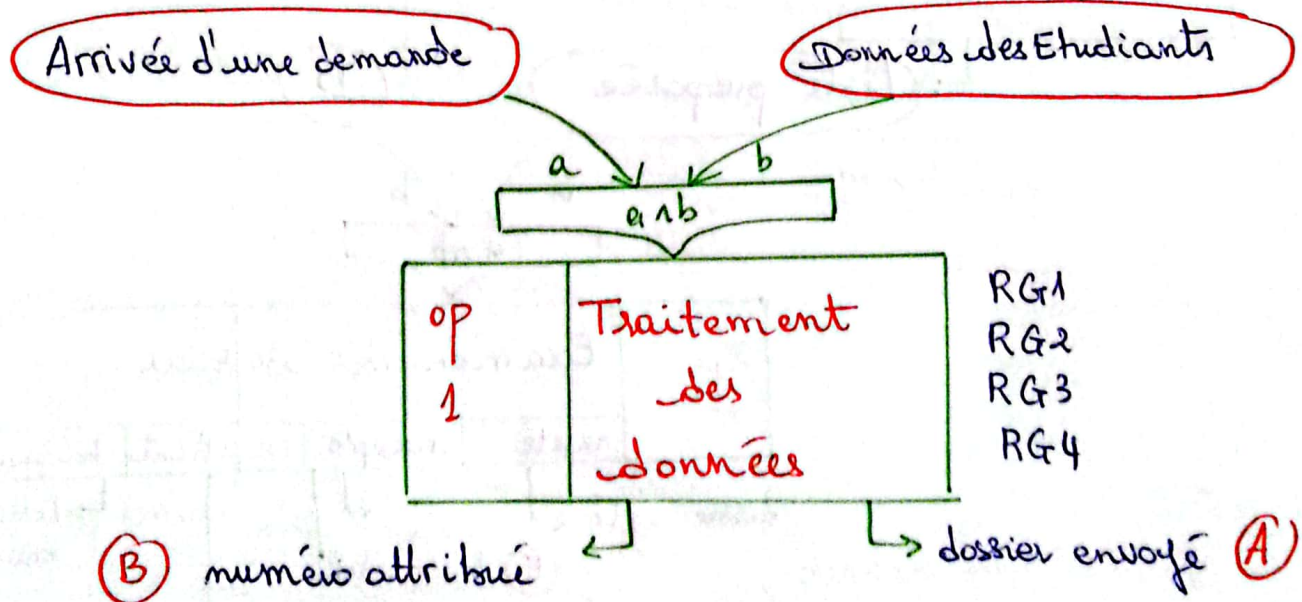 Arrivée d'une demande
Données des Etudiants
a
b
a ∧ b
op
1
Traitement
des
données
RG1
RG2
RG3
RG4
B numéro attribué
dossier envoyé A